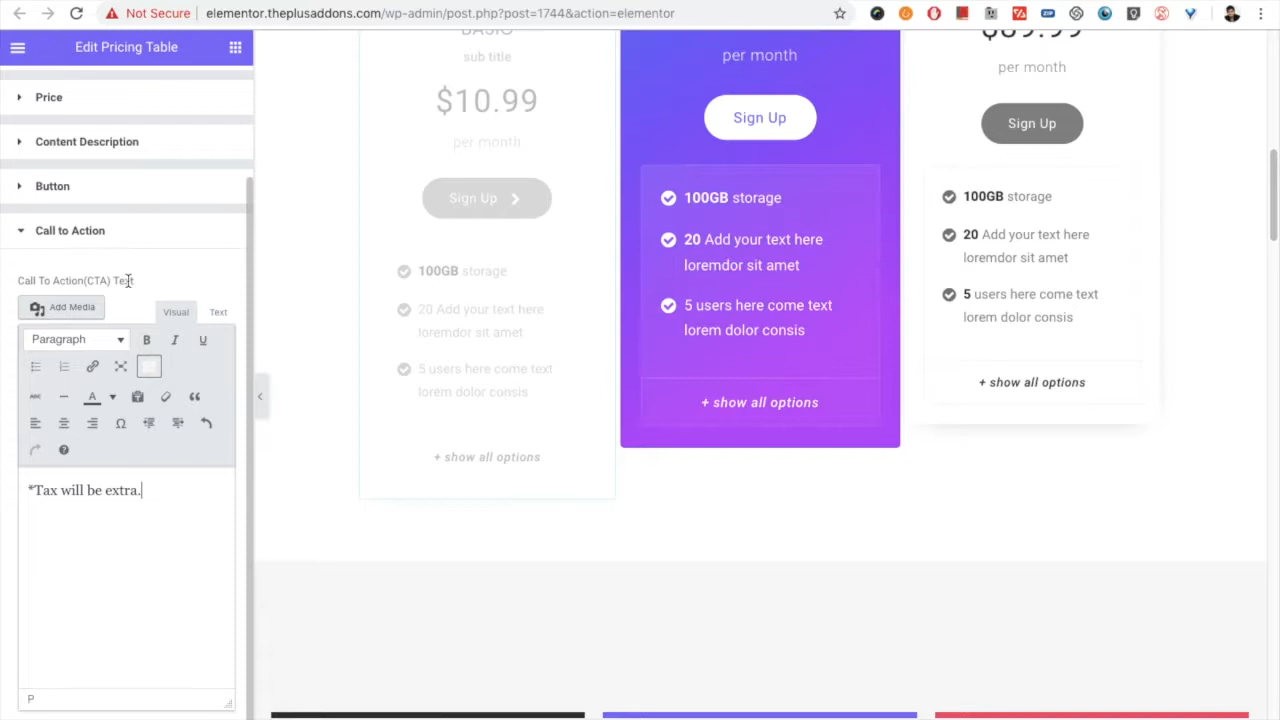 Not Secure
elementor.theplusaddons.com/wp-admin/post.php?post=1744&action=elementor
Edit Pricing Table
Price
Content Description
Button
Call to Action
Call To Action(CTA) Text
Add Media
Visual
Text
Paragraph
B
I
U
ABC
A
Ω
*Tax will be extra.
P
BASIC
sub title
$10.99
per month
Sign Up
100GB storage
20 Add your text here
loremdor sit amet
5 users here come text
lorem dolor consis
+ show all options
per month
Sign Up
100GB storage
20 Add your text here
loremdor sit amet
5 users here come text
lorem dolor consis
+ show all options
$89.99
per month
Sign Up
100GB storage
20 Add your text here
loremdor sit amet
5 users here come text
lorem dolor consis
+ show all options